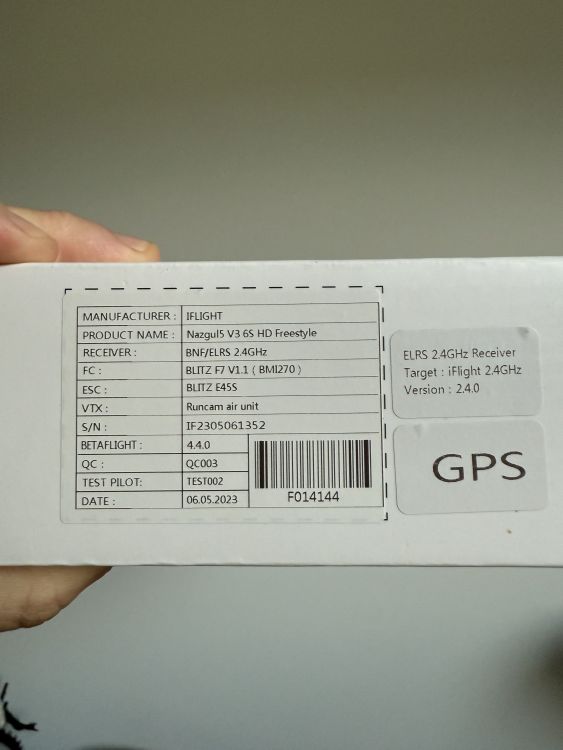 MANUFACTURER : IFLIGHT
PRODUCT NAME : Nazgul5 V3 6S HD Freestyle
RECEIVER : BNF/ELRS 2.4GHz
FC : BLITZ F7 V1.1 ( BMI270 )
ESC : BLITZ E45S
VTX : Runcam air unit
S/N : IF2305061352
BETAFLIGHT : 4.4.0
QC : QC003
TEST PILOT: TEST002
DATE : 06.05.2023
F014144
ELRS 2.4GHz Receiver
Target : iFlight 2.4GHz
Version : 2.4.0
GPS